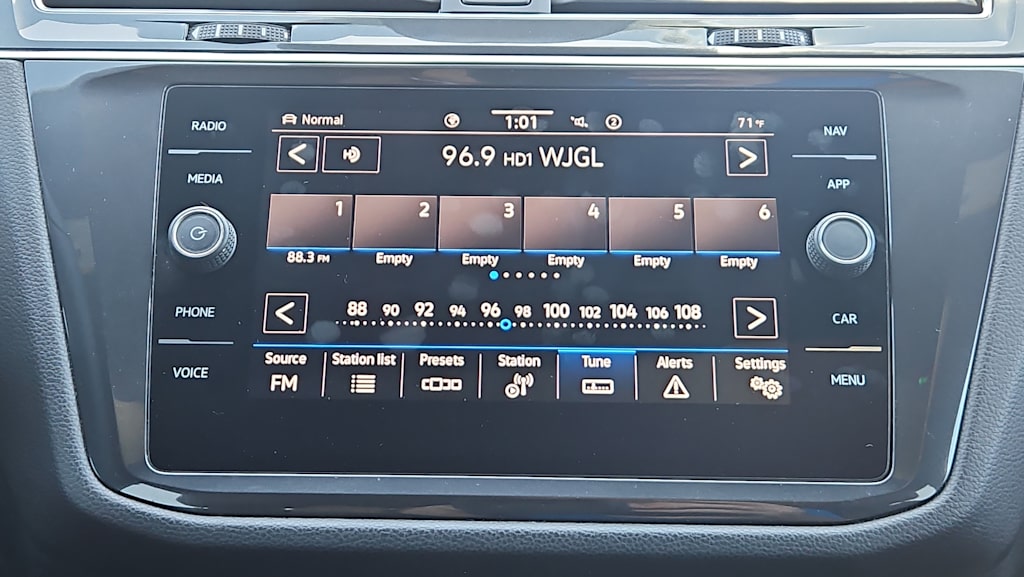 RADIO
MEDIA
PHONE
VOICE
Normal
1:01
2
71°F
96.9 HD1 WJGL
1 2 3 4 5 6
88.3 FM Empty Empty Empty Empty Empty
88 90 92 94 96 98 100 102 104 106 108
Source Station list Presets Station Tune Alerts Settings
FM
NAV
APP
CAR
MENU